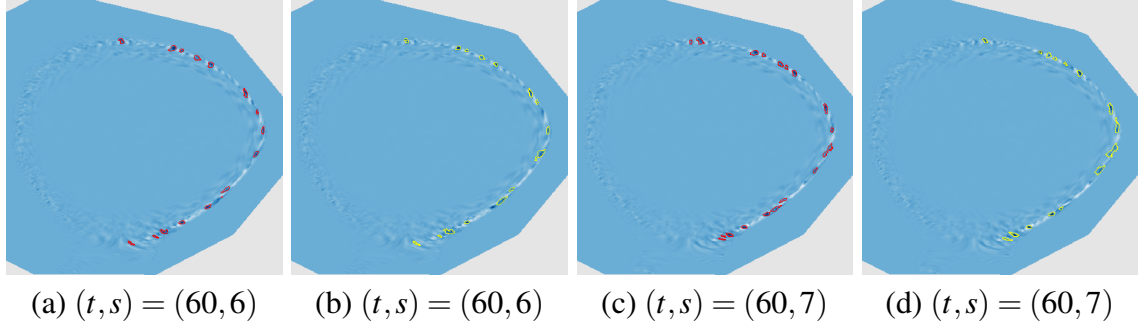 (a) (t, s) = (60, 6) (b) (t, s) = (60, 6) (c) (t, s) = (60, 7) (d) (t, s) = (60, 7)